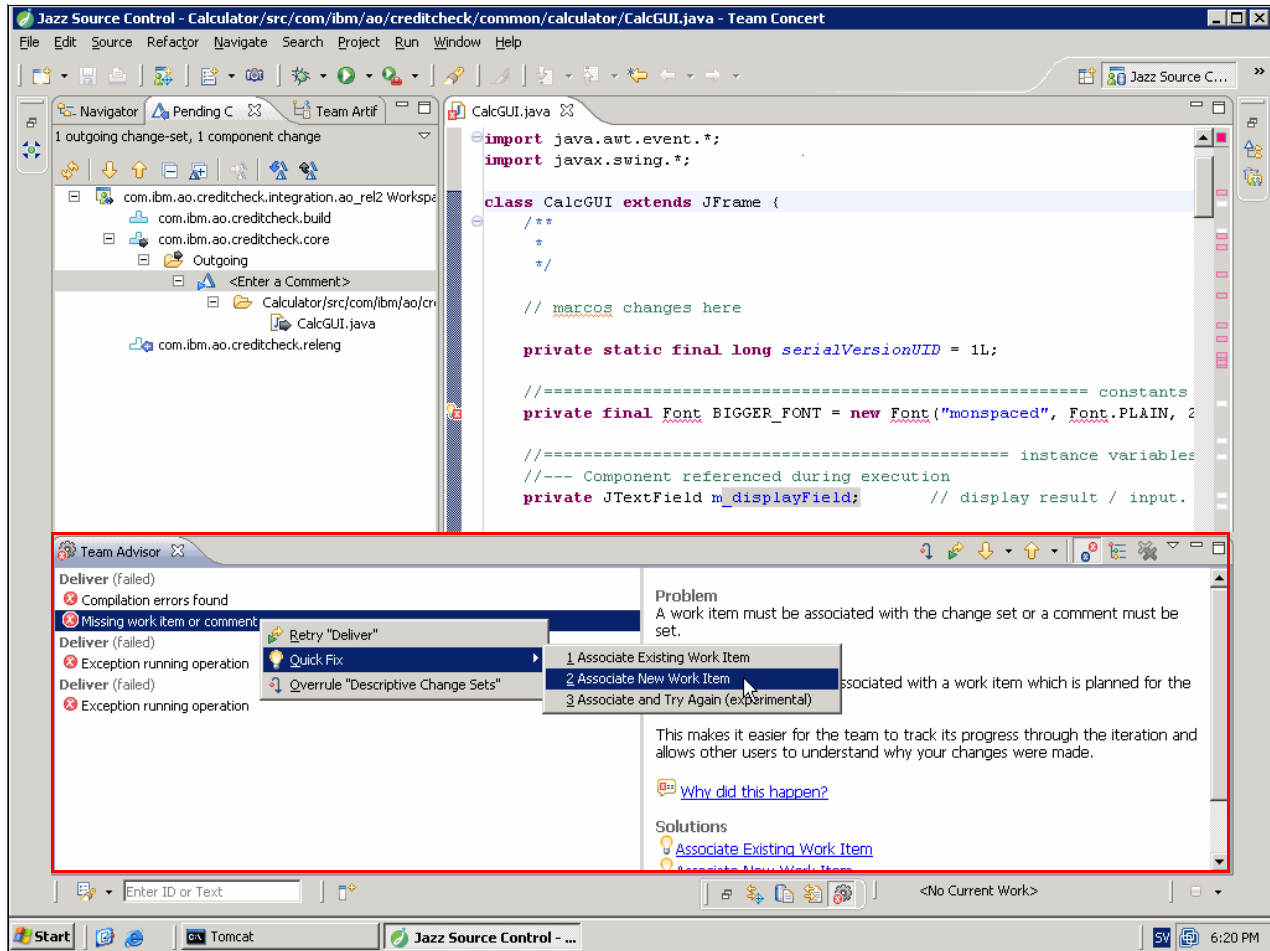 Jazz Source Control - Calculator/src/com/ibm/ao/creditcheck/common/calculator/CalcGUI.java - Team Concert
File Edit Source Refactor Navigate Search Project Run Window Help
Jazz Source C...
Navigator Pending C Team Artif
CalcGUI.java
1 outgoing change-set, 1 component change
com.ibm.ao.creditcheck.integration.ao_rel2 Workspa
com.ibm.ao.creditcheck.build
com.ibm.ao.creditcheck.core
Outgoing
<Enter a Comment>
Calculator/src/com/ibm/ao/cre
CalcGUI.java
com.ibm.ao.creditcheck.releng
import java.awt.event.*;
import javax.swing.*;
class CalcGUI extends JFrame {
/**
*
*/
// marcos changes here
private static final long serialVersionUID = 1L;
//======================================================= constants
private final Font BIGGER_FONT = new Font("monspaced", Font.PLAIN, 2
//=============================================== instance variables
//--- Component referenced during execution
private JTextField m_displayField; // display result / input.
Team Advisor
Deliver (failed)
Compilation errors found
Missing work item or comment
Deliver (failed)
Exception running operation
Deliver (failed)
Exception running operation
Retry "Deliver"
Quick Fix
Overrule "Descriptive Change Sets"
1 Associate Existing Work Item
2 Associate New Work Item
3 Associate and Try Again (experimental)
Problem
A work item must be associated with the change set or a comment must be
set.
ssociated with a work item which is planned for the
This makes it easier for the team to track its progress through the iteration and
allows other users to understand why your changes were made.
Why did this happen?
Solutions
Associate Existing Work Item
Associate New Work Item
Enter ID or Text
<No Current Work>
Start
Tomcat
Jazz Source Control - ...
SV
6:20 PM